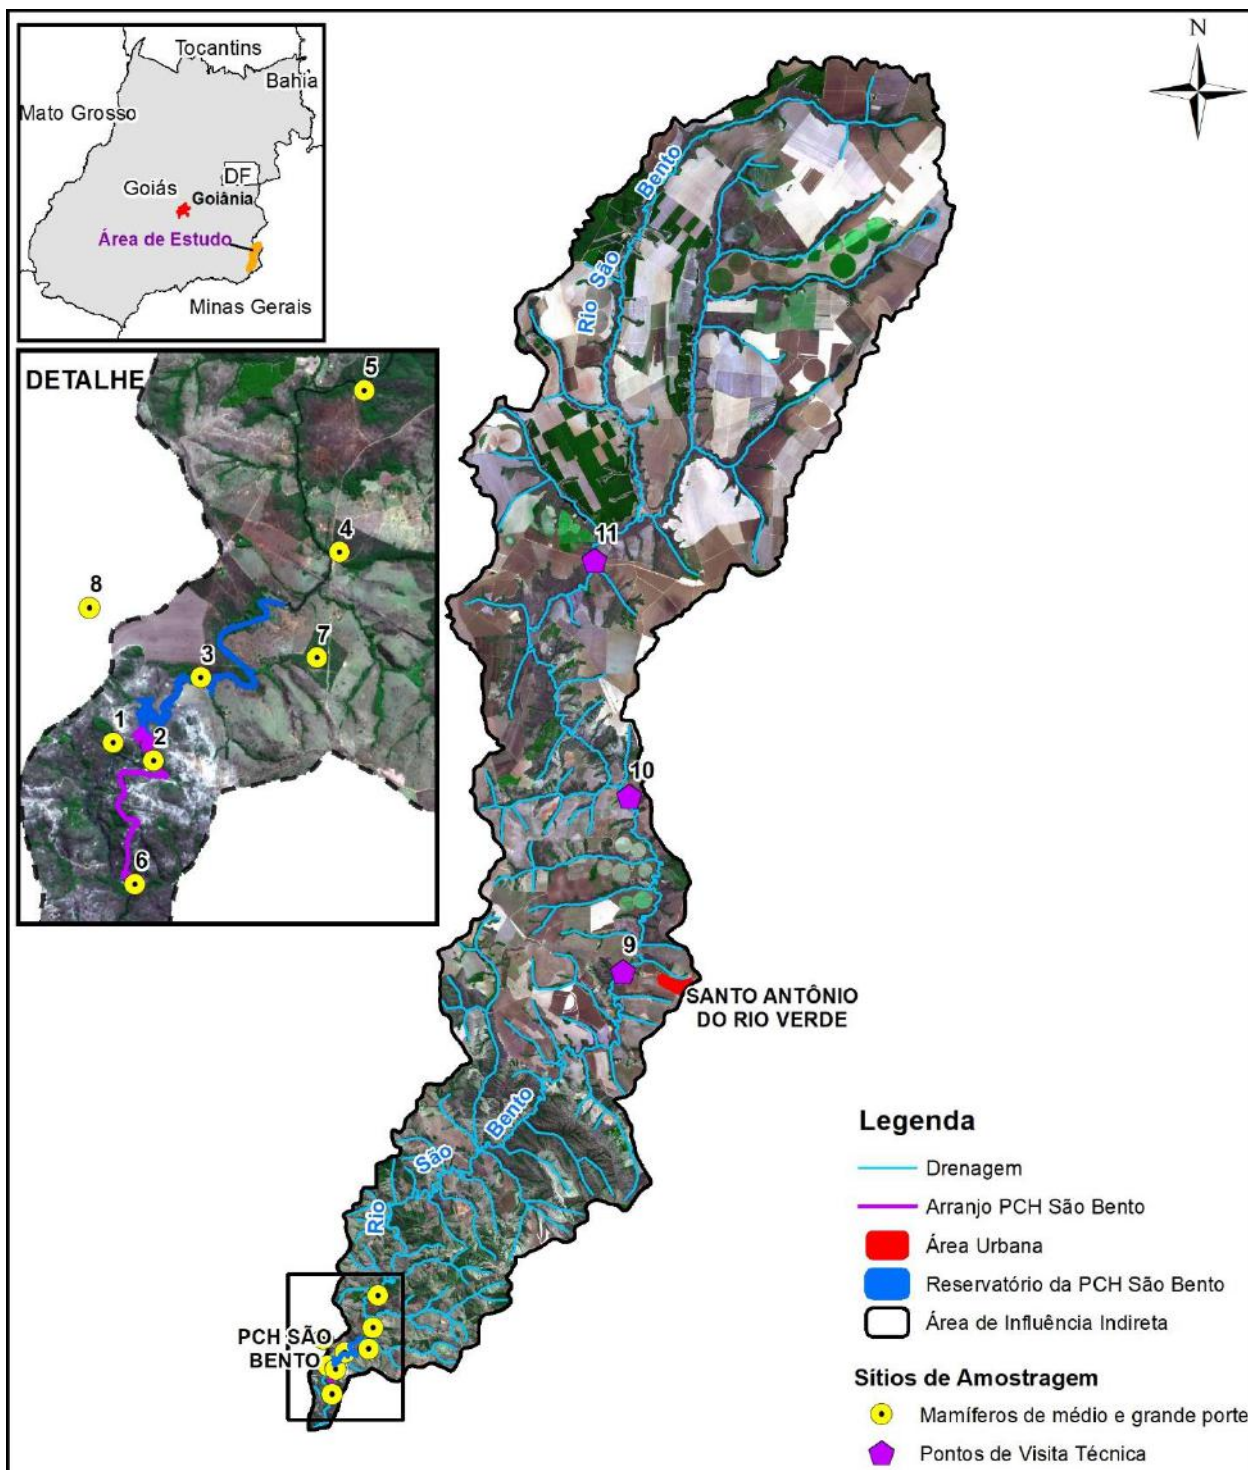 N
Tocantins
Bahia
Mato Grosso
DF
Goiás
Goiânia
Área de Estudo
Minas Gerais
DETALHE
5
4
8
7
3
1
2
6
Rio São Bento
11
10
9
SANTO ANTÔNIO
DO RIO VERDE
Rio São Bento
PCH SÃO
BENTO
Legenda
Drenagem
Arranjo PCH São Bento
Área Urbana
Reservatório da PCH São Bento
Área de Influência Indireta
Sítios de Amostragem
Mamíferos de médio e grande porte
Pontos de Visita Técnica